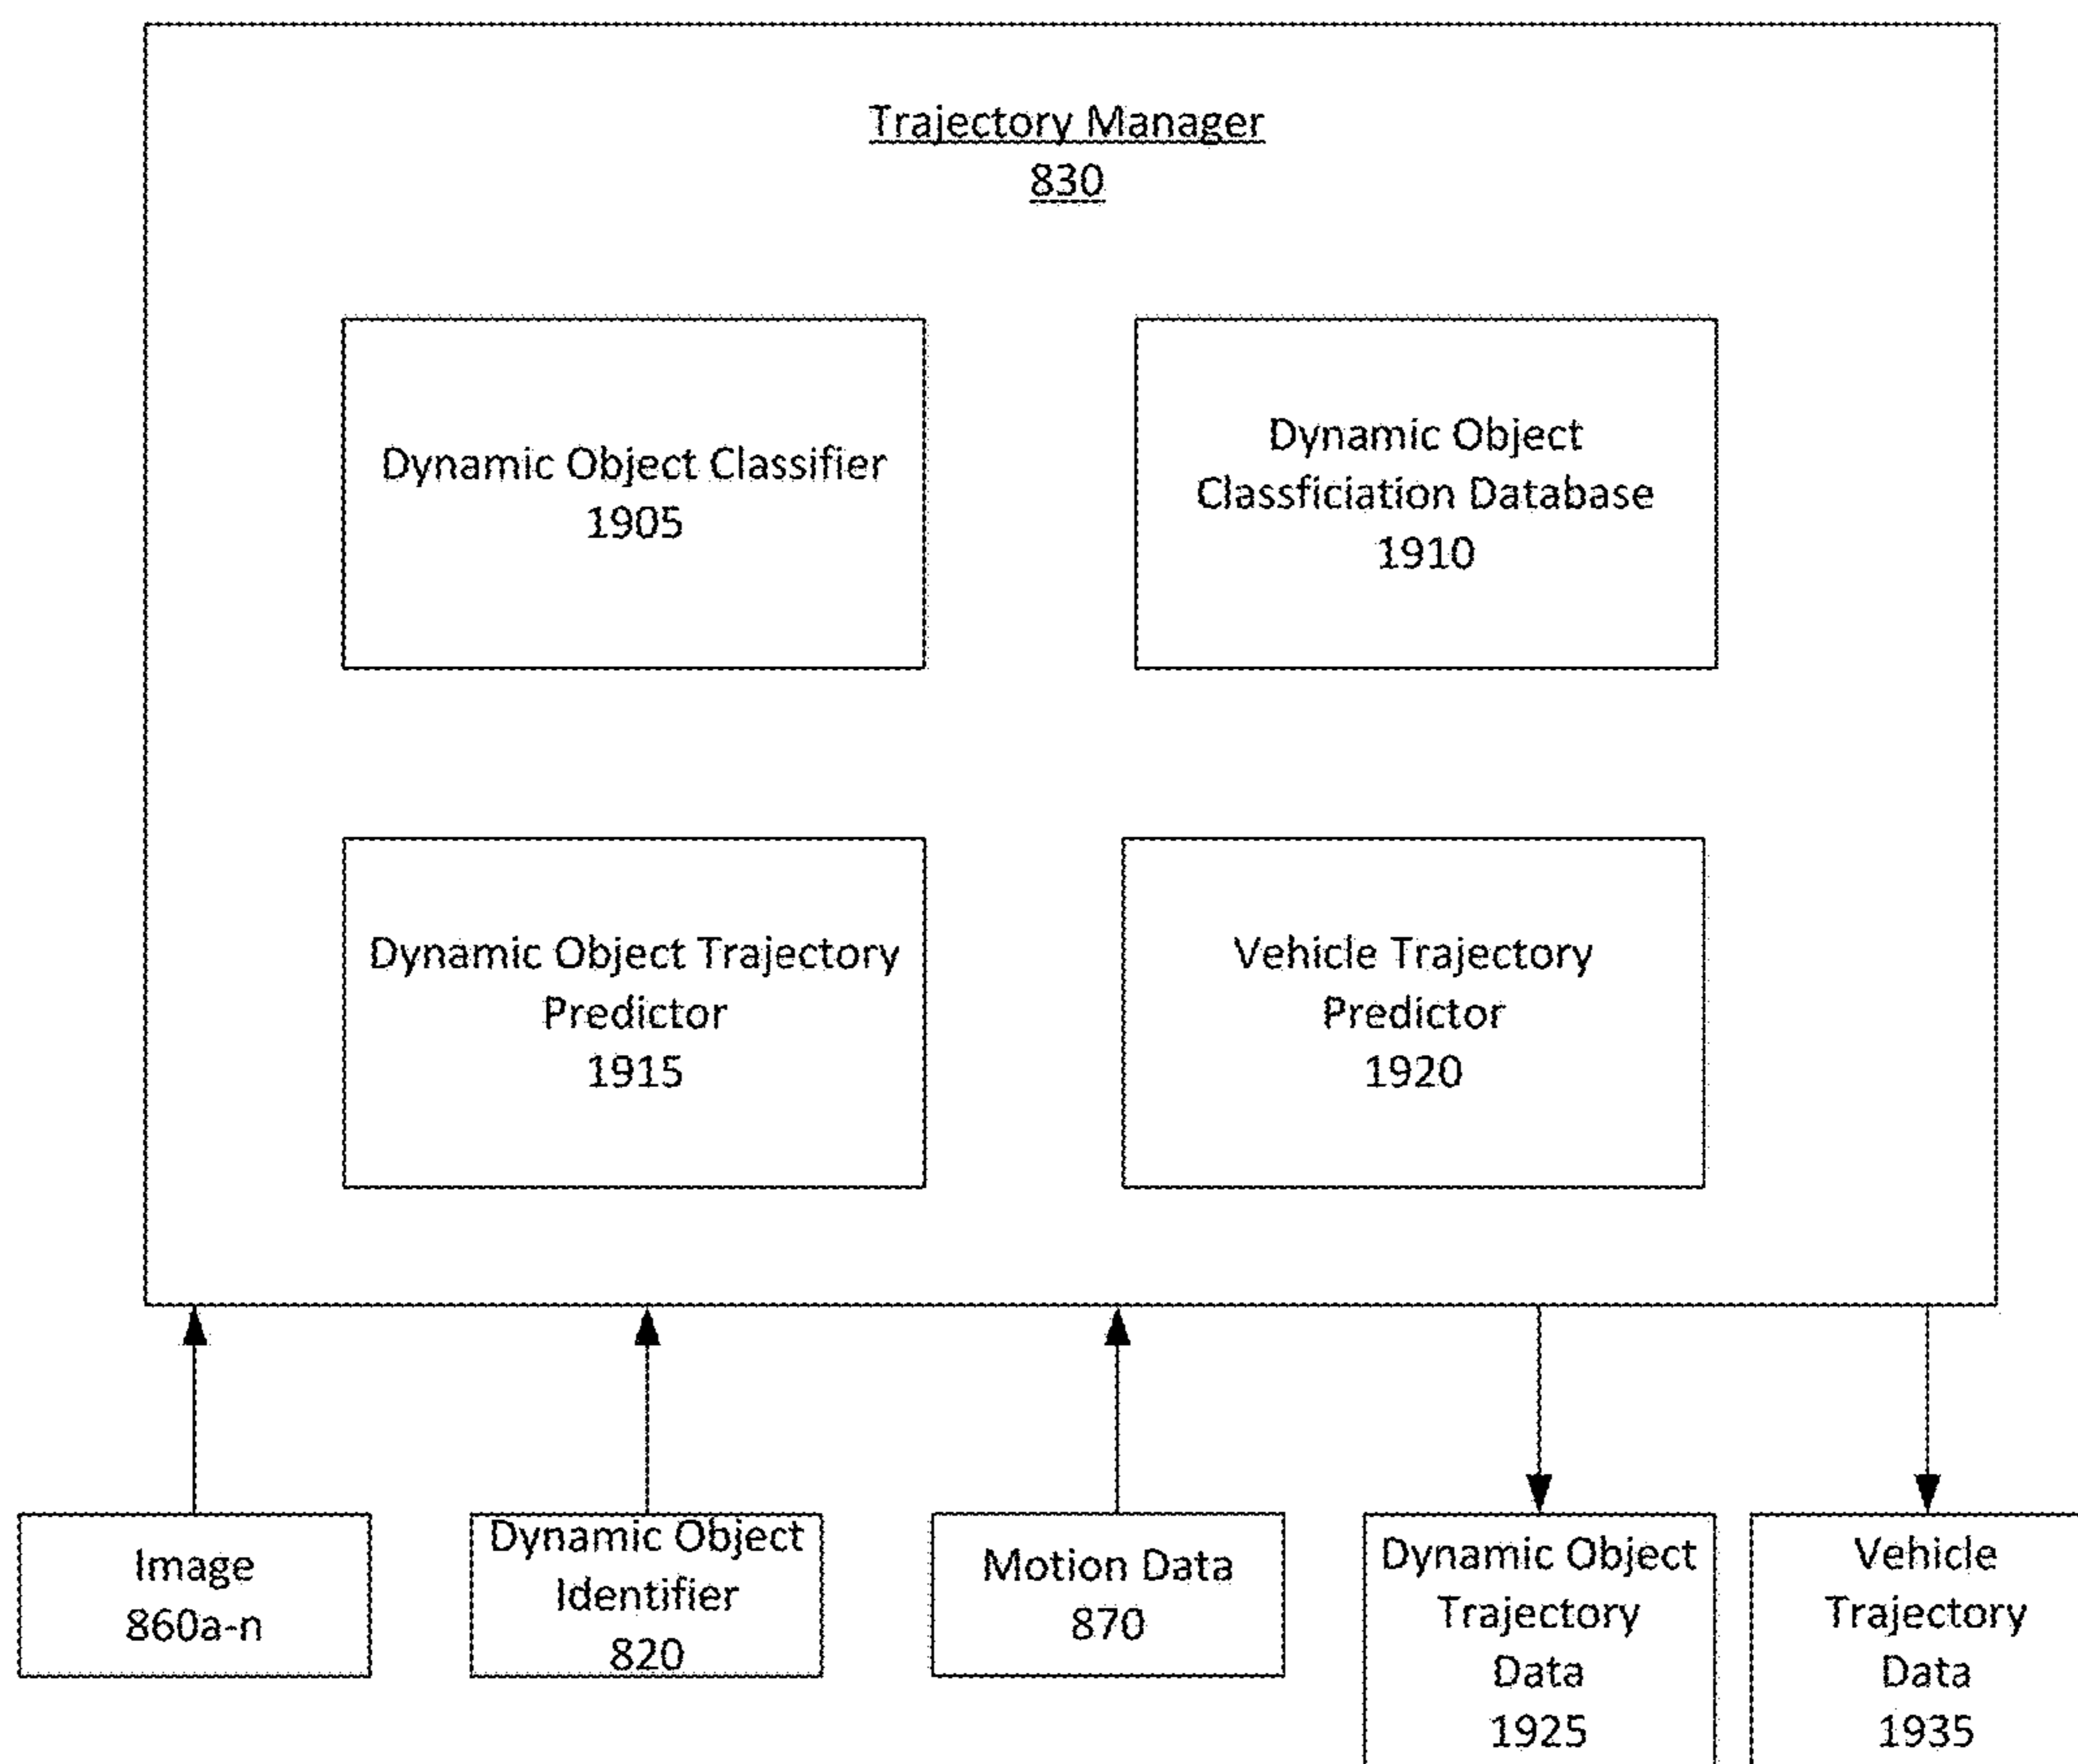 Trajectory Manager
830
Dynamic Object Classifier
1905
Dynamic Object
Classficiation Database
1910
Dynamic Object Trajectory
Predictor
1915
Vehicle Trajectory
Predictor
1920
Image
860a-n
Dynamic Object
Identifier
820
Motion Data
870
Dynamic Object
Trajectory
Data
1925
Vehicle
Trajectory
Data
1935